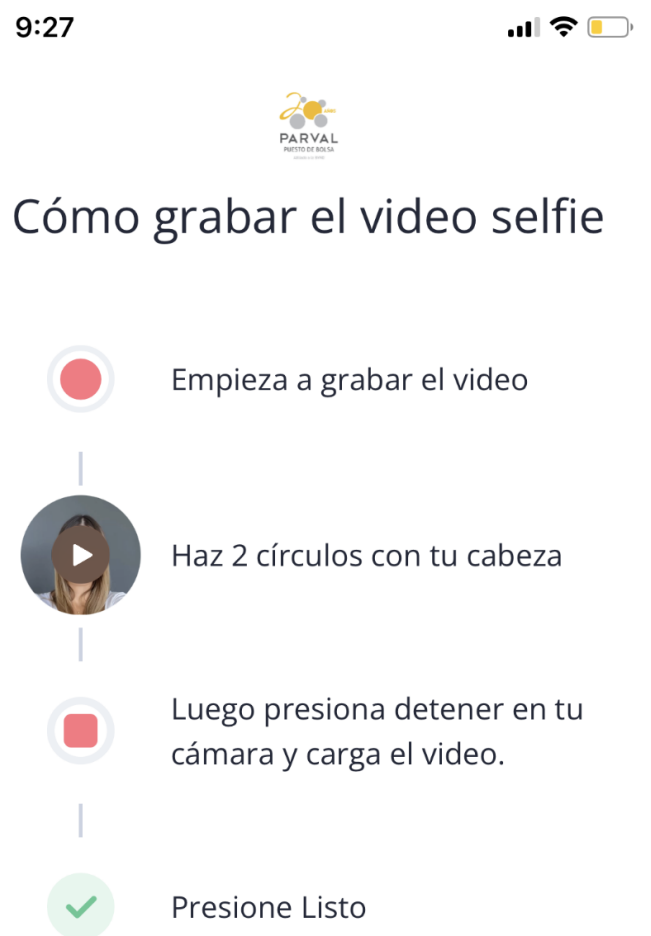 9:27
PARVAL
PUESTO DE BOLSA
Cómo grabar el video selfie
Empieza a grabar el video
Haz 2 círculos con tu cabeza
Luego presiona detener en tu
cámara y carga el video.
Presione Listo